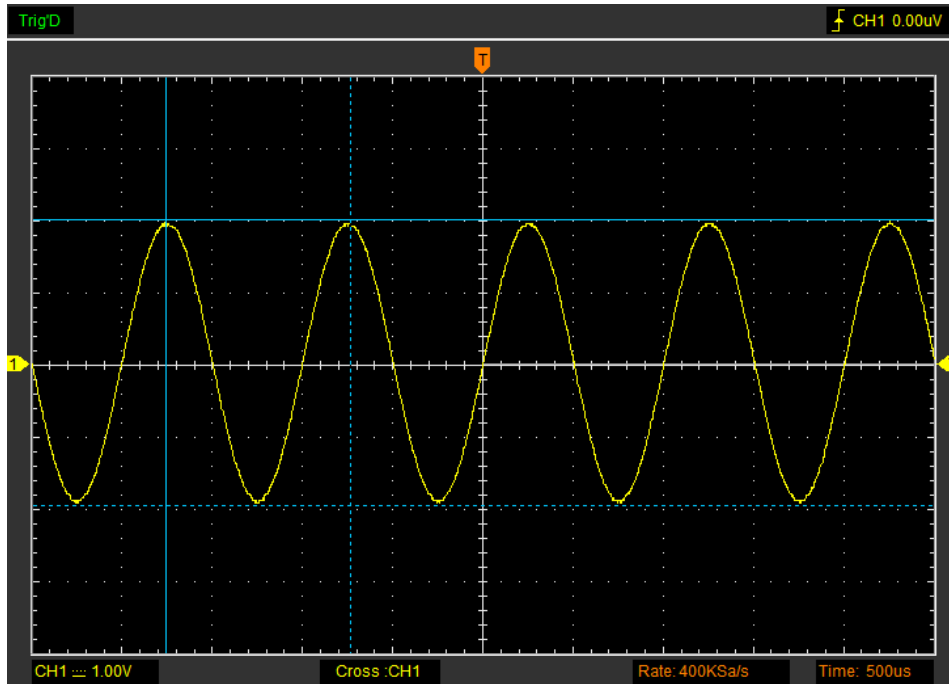 Trig'D
CH1 0.00uV
T
1
CH1 1.00V
Cross :CH1
Rate: 400KSa/s
Time: 500us